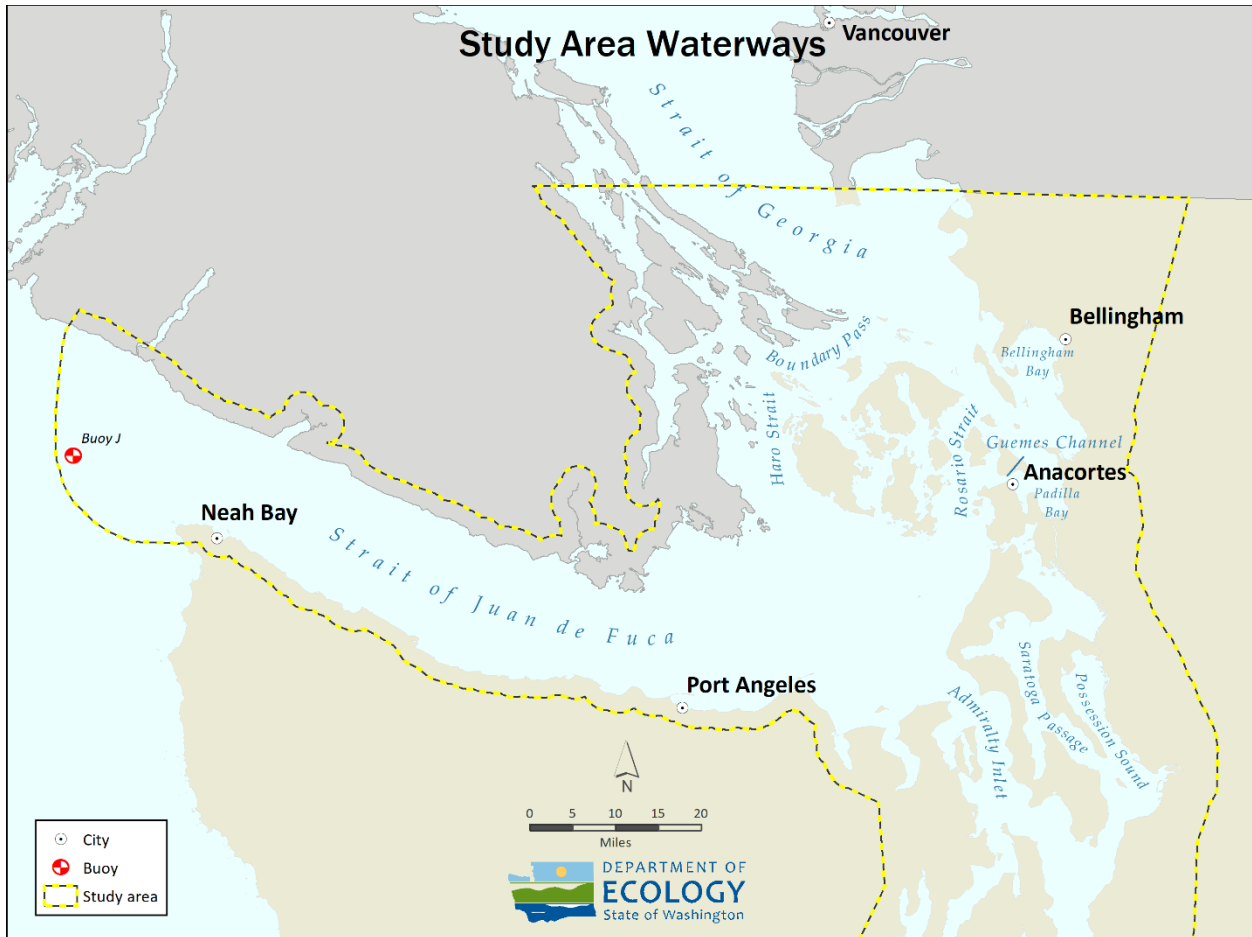 Study Area Waterways
Vancouver
Strait of Georgia
Bellingham
Boundary Pass
Bellingham
Bay
Haro Strait
Rosario Strait
Guemes Channel
Buoy J
Anacortes
Padilla
Bay
Neah Bay
Strait of Juan de Fuca
Port Angeles
Admiralty Inlet
Saratoga Passage
Possession Sound
N
0 5 10 15 20
Miles
City
Buoy
Study area
DEPARTMENT OF
ECOLOGY
State of Washington